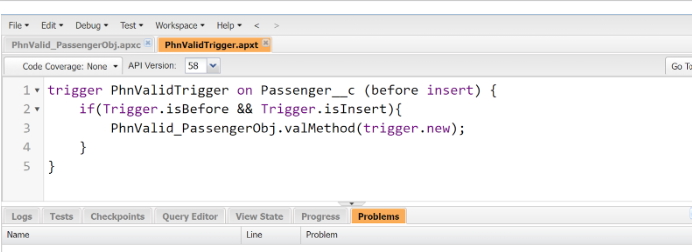 File Edit Debug Test Workspace Help < >
PhnValid_PassengerObj.apxc PhnValidTrigger.apxt
Code Coverage: None API Version: 58 Go To
1 trigger PhnValidTrigger on Passenger__c (before insert) {
2 if(Trigger.isBefore && Trigger.isInsert){
3 PhnValid_PassengerObj.valMethod(trigger.new);
4 }
5 }
Logs Tests Checkpoints Query Editor View State Progress Problems
Name Line Problem